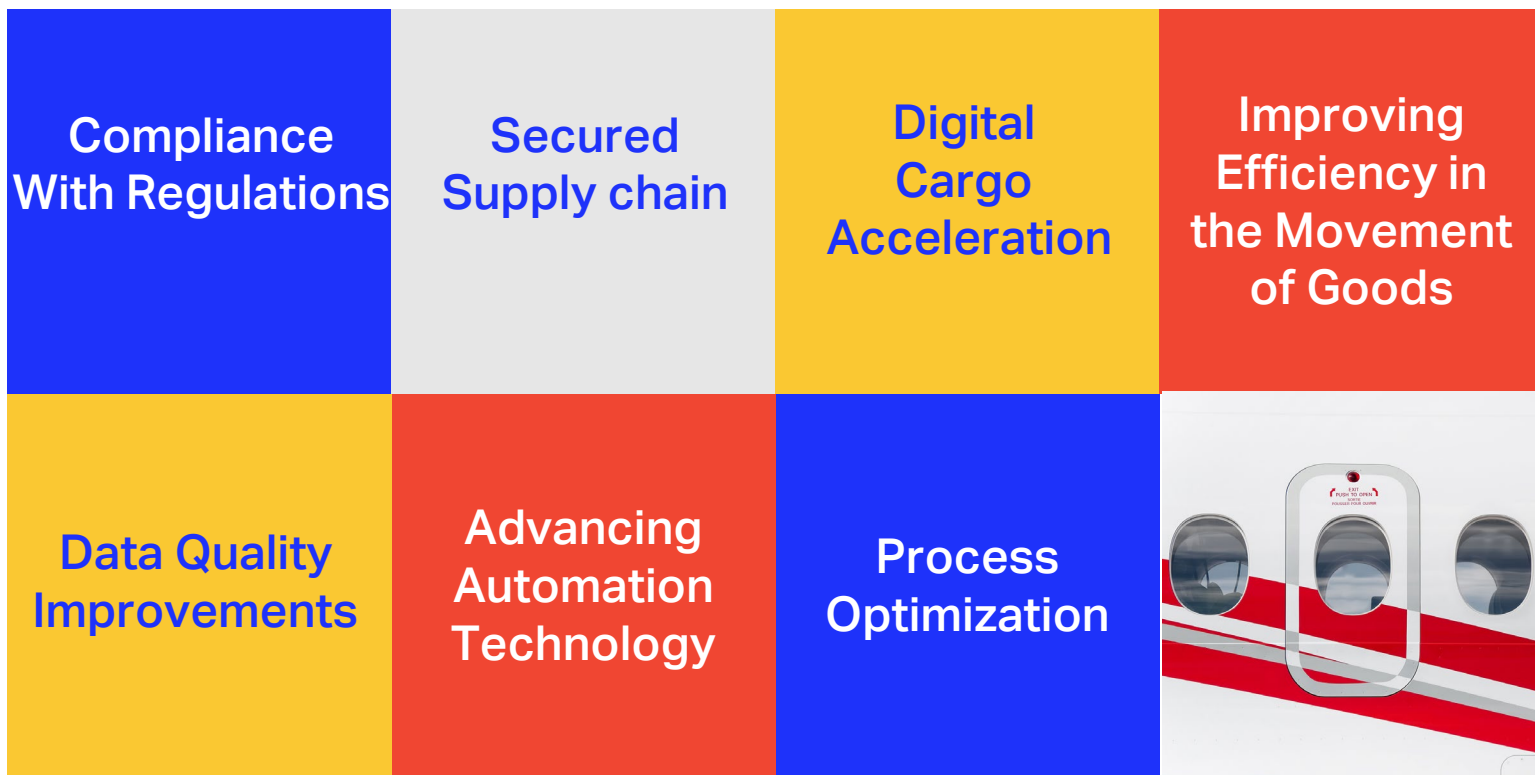 Compliance
With Regulations
Secured
Supply chain
Digital
Cargo
Acceleration
Improving
Efficiency in
the Movement
of Goods
Data Quality
Improvements
Advancing
Automation
Technology
Process
Optimization
EXIT
PUSH TO OPEN